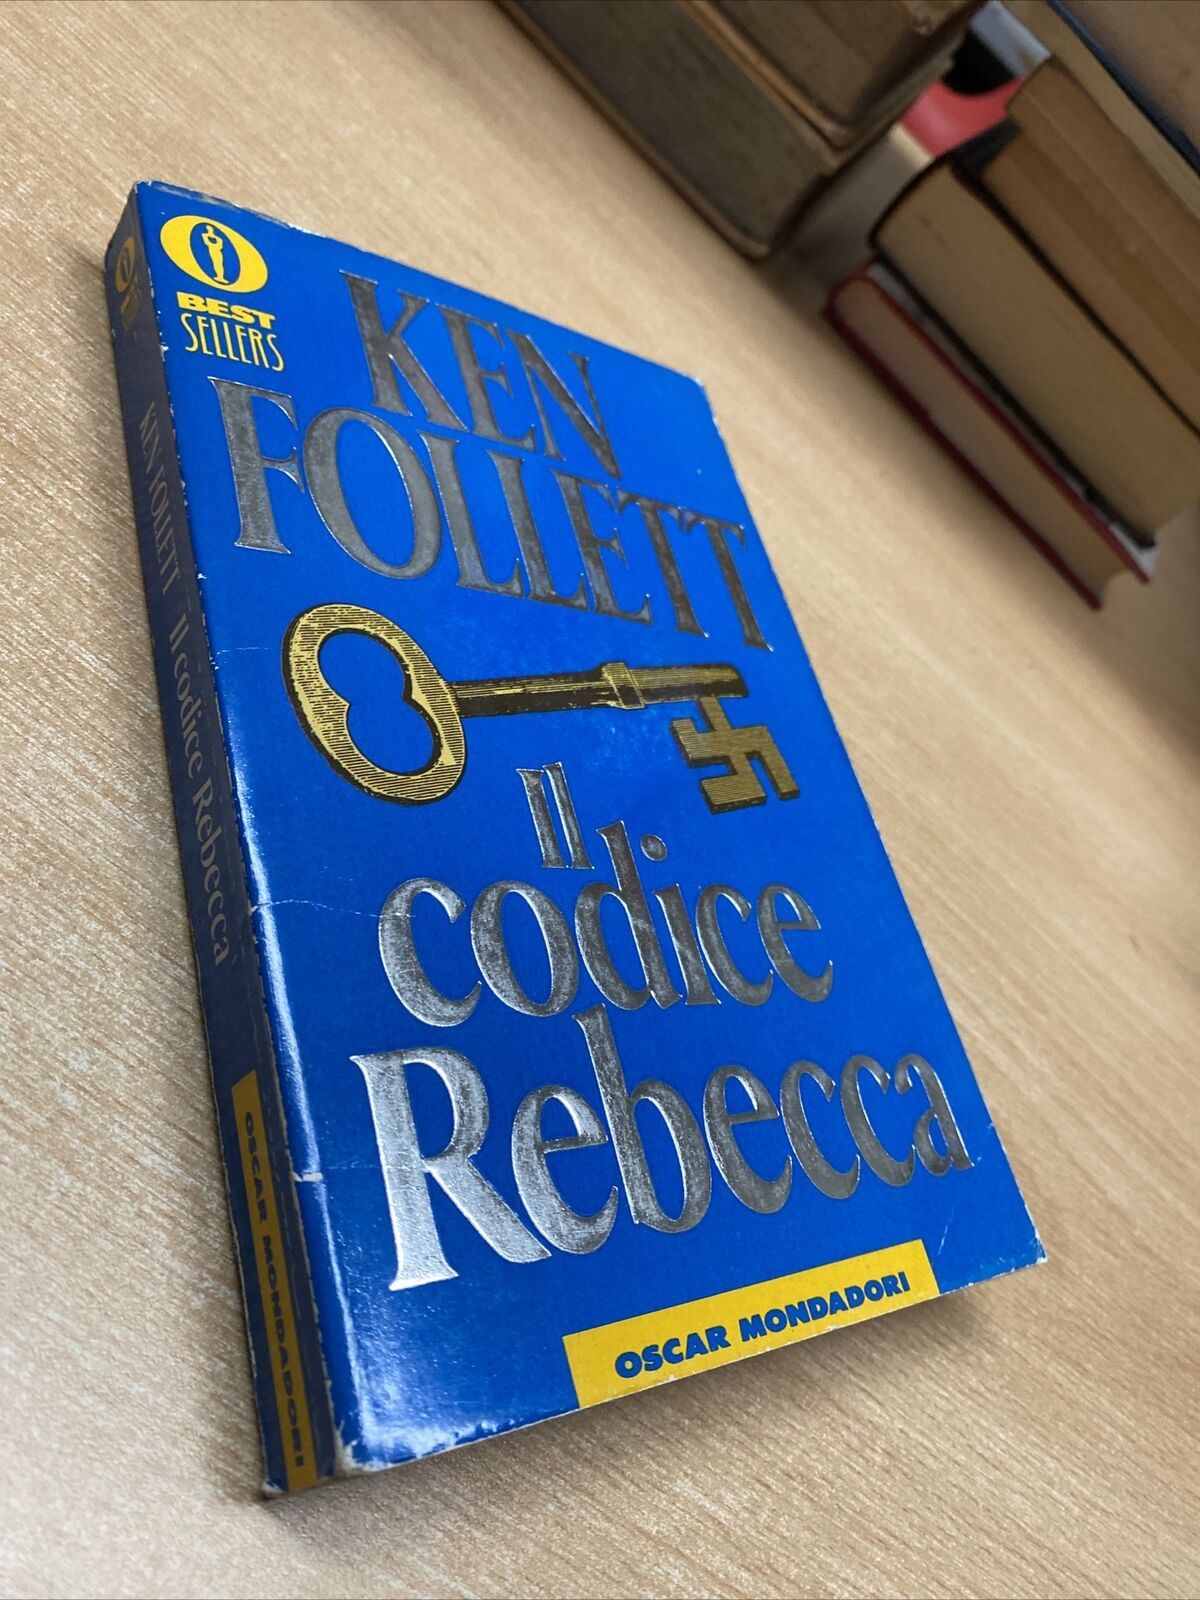 BEST
SELLERS
KEN
FOLLETT
Il
codice
Rebecca
OSCAR MONDADORI
KEN FOLLETT Il codice Rebecca
OSCAR MONDADORI